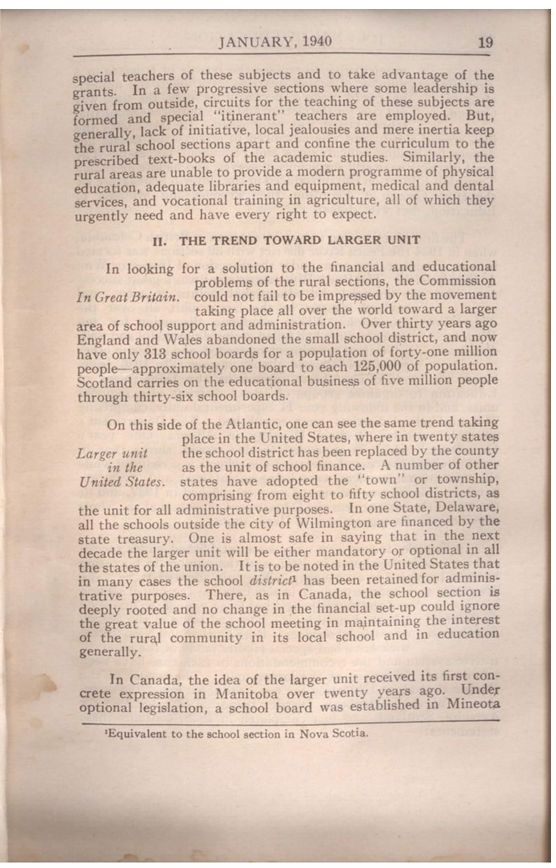 JANUARY, 1940 19
special teachers of these subjects and to take advantage of the
grants. In a few progressive sections where some leadership is
given from outside, circuits for the teaching of these subjects are
formed and special "itinerant" teachers are employed. But,
generally, lack of initiative, local jealousies and mere inertia keep
the rural school sections apart and confine the curriculum to the
prescribed text-books of the academic studies. Similarly, the
rural areas are unable to provide a modern programme of physical
education, adequate libraries and equipment, medical and dental
services, and vocational training in agriculture, all of which they
urgently need and have every right to expect.
II. THE TREND TOWARD LARGER UNIT
In looking for a solution to the financial and educational
problems of the rural sections, the Commission
In Great Britain. could not fail to be impressed by the movement
taking place all over the world toward a larger
area of school support and administration. Over thirty years ago
England and Wales abandoned the small school district, and now
have only 313 school boards for a population of forty-one million
people—approximately one board to each 125,000 of population.
Scotland carries on the educational business of five million people
through thirty-six school boards.
On this side of the Atlantic, one can see the same trend taking
place in the United States, where in twenty states
Larger unit the school district has been replaced by the county
in the as the unit of school finance. A number of other
United States. states have adopted the "town" or township,
comprising from eight to fifty school districts, as
the unit for all administrative purposes. In one State, Delaware,
all the schools outside the city of Wilmington are financed by the
state treasury. One is almost safe in saying that in the next
decade the larger unit will be either mandatory or optional in all
the states of the union. It is to be noted in the United States that
in many cases the school district¹ has been retained for adminis-
trative purposes. There, as in Canada, the school section is
deeply rooted and no change in the financial set-up could ignore
the great value of the school meeting in maintaining the interest
of the rural community in its local school and in education
generally.
In Canada, the idea of the larger unit received its first con-
crete expression in Manitoba over twenty years ago. Under
optional legislation, a school board was established in Mineota
¹Equivalent to the school section in Nova Scotia.